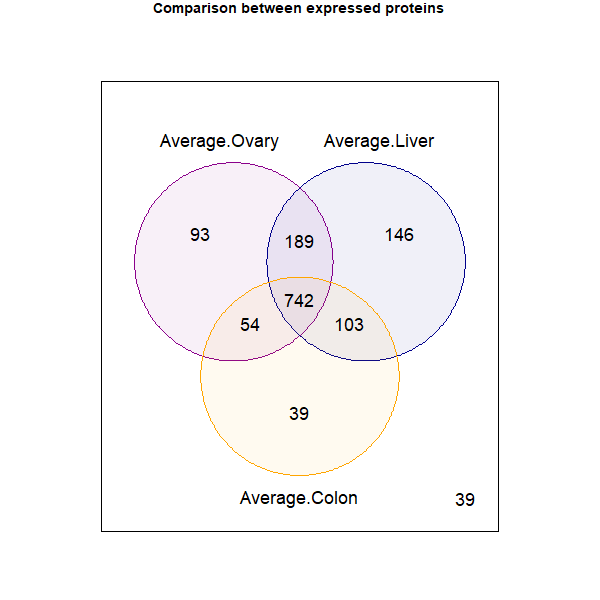 Comparison between expressed proteins
Average.Ovary Average.Liver
93 189 146
742
54 103
39
Average.Colon 39